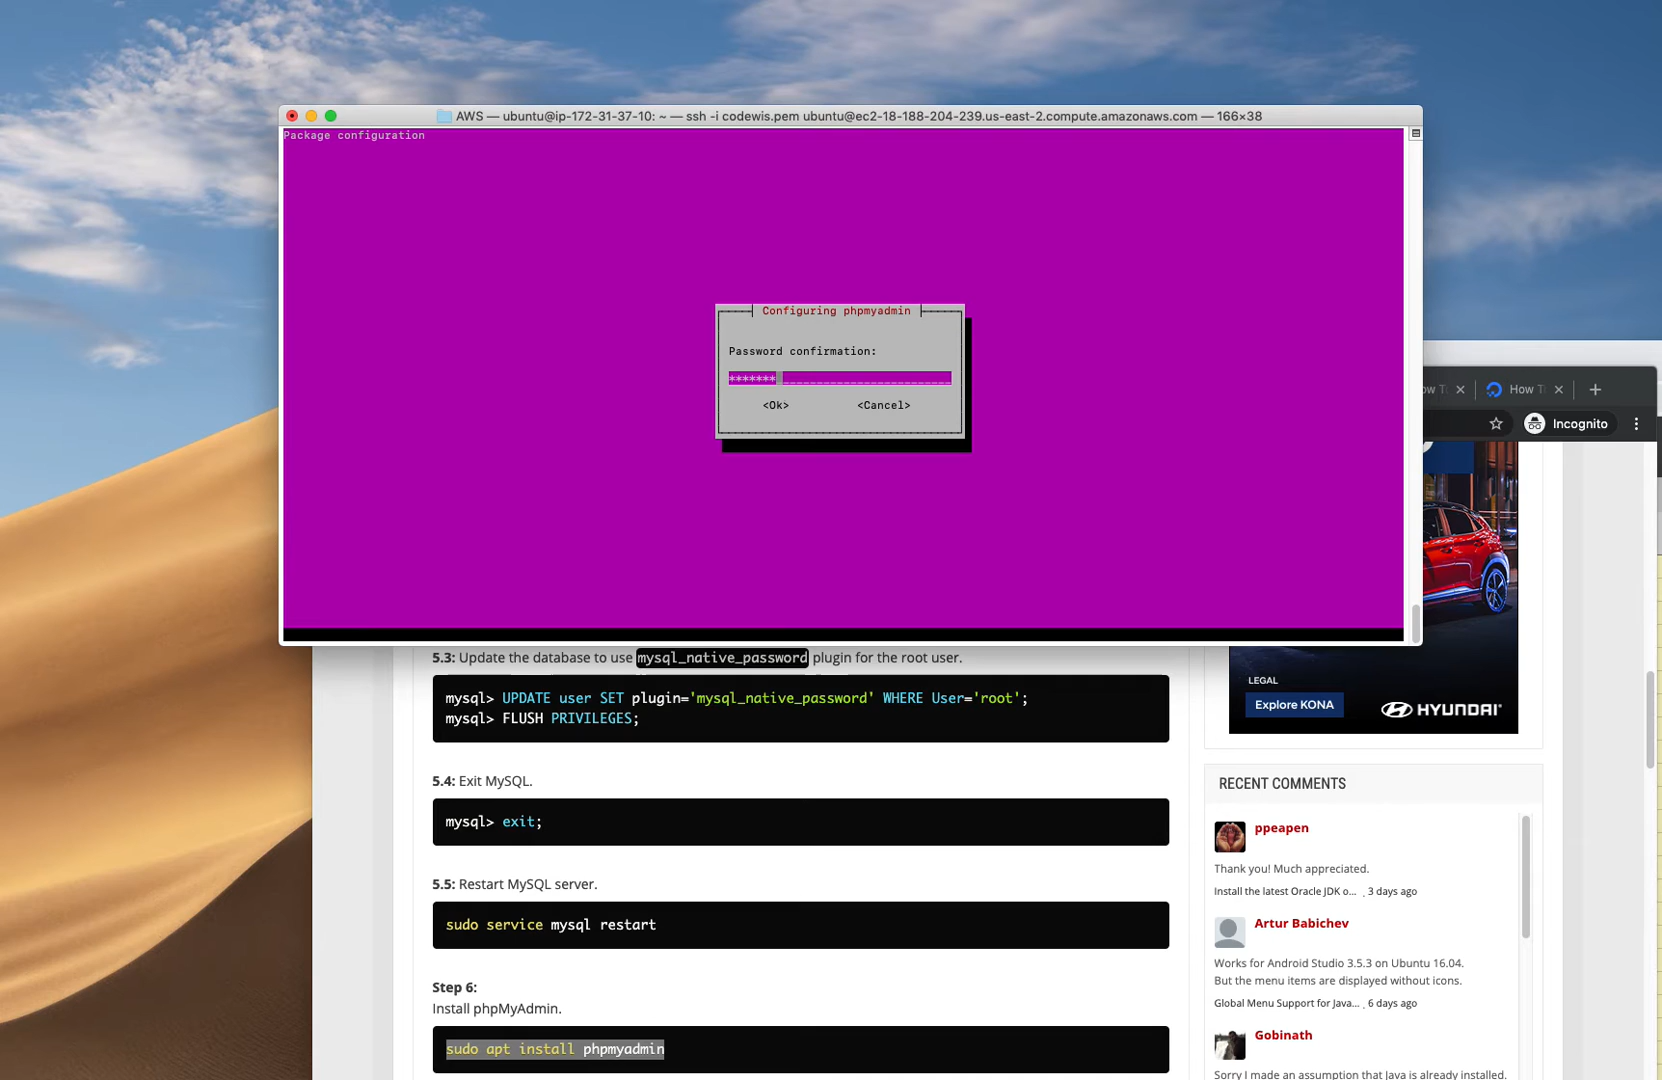 AWS — ubuntu@ip-172-31-37-10: ~ — ssh -i codewis.pem ubuntu@ec2-18-188-204-239.us-east-2.compute.amazonaws.com — 166×38
Package configuration
Configuring phpmyadmin
Password confirmation:
*******
<Ok> <Cancel>
How T
Incognito
5.3: Update the database to use mysql_native_password plugin for the root user.
mysql> UPDATE user SET plugin='mysql_native_password' WHERE User='root';
mysql> FLUSH PRIVILEGES;
5.4: Exit MySQL.
mysql> exit;
5.5: Restart MySQL server.
sudo service mysql restart
Step 6:
Install phpMyAdmin.
sudo apt install phpmyadmin
LEGAL
Explore KONA
HYUNDAI
RECENT COMMENTS
ppeapen
Thank you! Much appreciated.
Install the latest Oracle JDK o... , 3 days ago
Artur Babichev
Works for Android Studio 3.5.3 on Ubuntu 16.04.
But the menu items are displayed without icons.
Global Menu Support for Java... , 6 days ago
Gobinath
Sorry I made an assumption that Java is already installed.